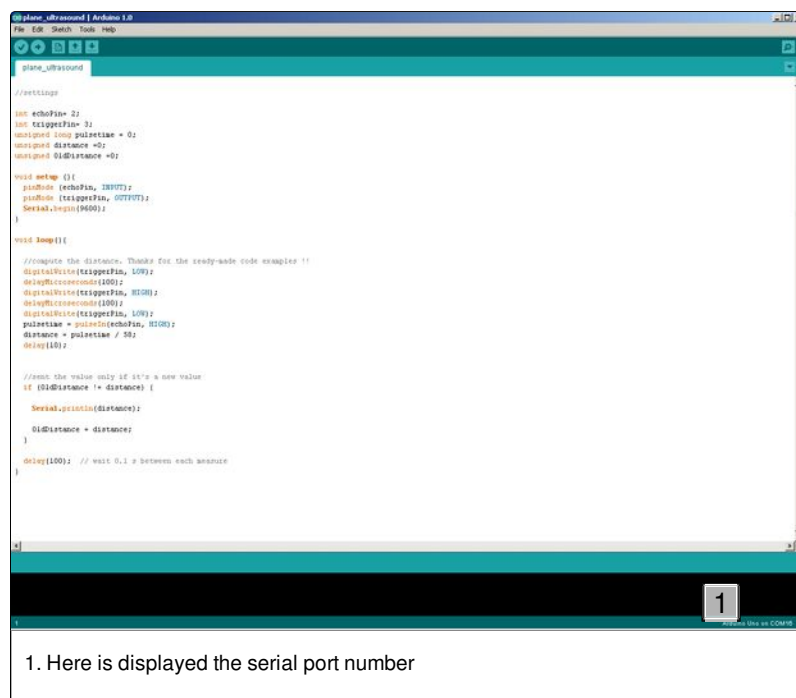 plane_ultrasound | Arduino 1.0
File Edit Sketch Tools Help
plane_ultrasound
//settings
int echoPin= 2;
int triggerPin= 3;
unsigned long pulsetime = 0;
unsigned distance =0;
unsigned OldDistance =0;
void setup (){
pinMode (echoPin, INPUT);
pinMode (triggerPin, OUTPUT);
Serial.begin(9600);
}
void loop(){
//compute the distance. Thanks for the ready-made code examples !!
digitalWrite(triggerPin, LOW);
delayMicroseconds(100);
digitalWrite(triggerPin, HIGH);
delayMicroseconds(100);
digitalWrite(triggerPin, LOW);
pulsetime = pulseIn(echoPin, HIGH);
distance = pulsetime / 58;
delay(10);
//sent the value only if it's a new value
if (OldDistance != distance) {
Serial.println(distance);
OldDistance = distance;
}
delay(100); // wait 0.1 s between each measure
}
1
1 Arduino Uno on COM18
1. Here is displayed the serial port number